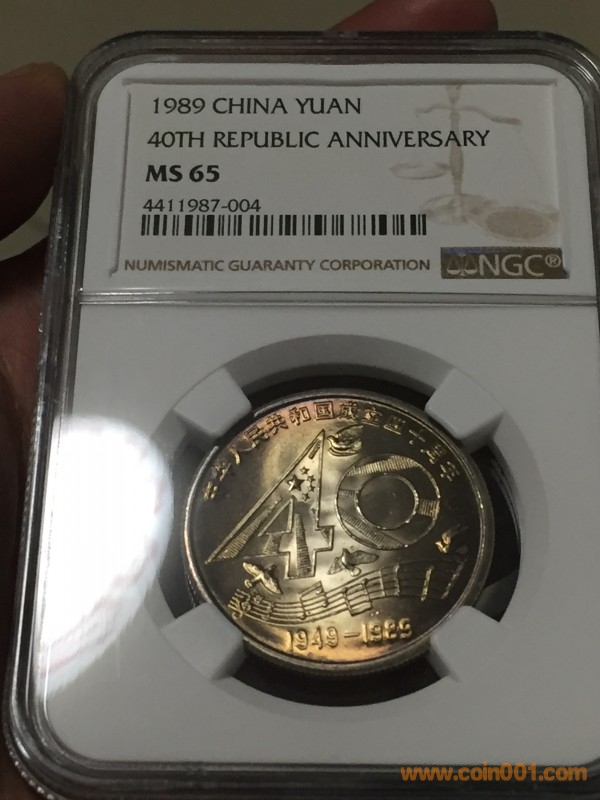 1989 CHINA YUAN
40TH REPUBLIC ANNIVERSARY
MS 65
4411987-004
NUMISMATIC GUARANTY CORPORATION
NGC®
中华人民共和国成立四十周年
40
1949-1989
www.coin001.com